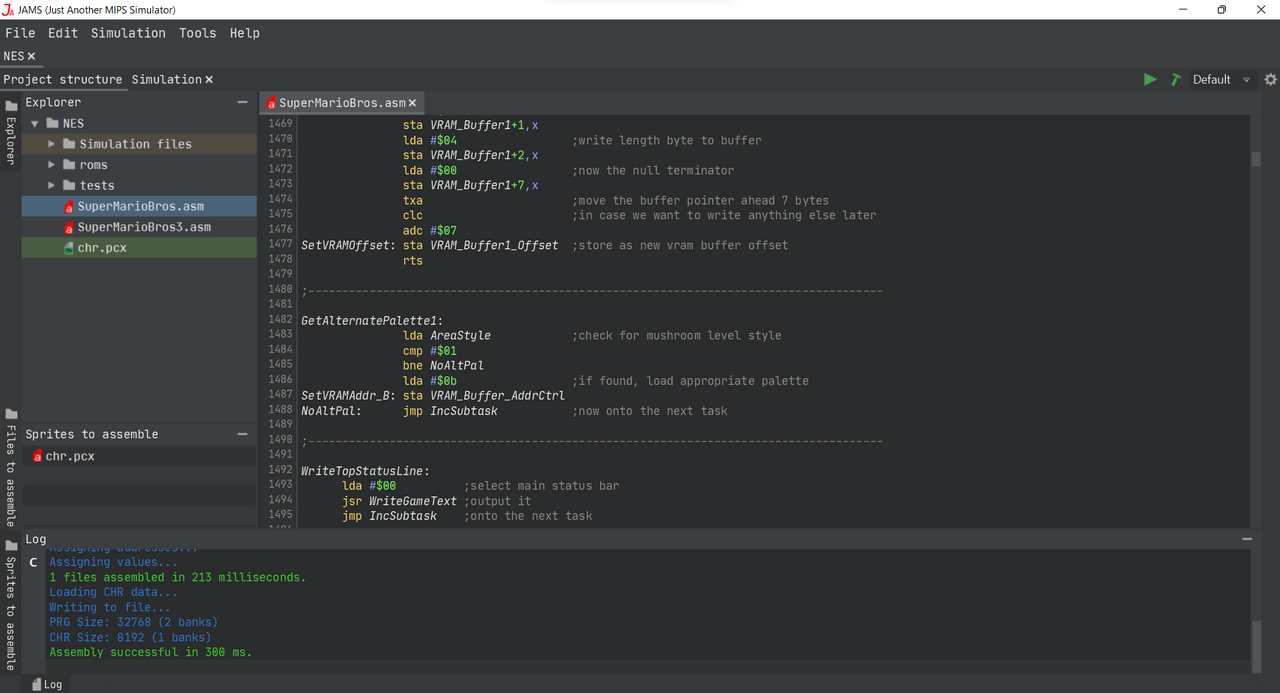 JAMS (Just Another MIPS Simulator)
File Edit Simulation Tools Help
NES
Project structure Simulation
Default
Explorer
Explorer
NES
Simulation files
roms
tests
SuperMarioBros.asm
SuperMarioBros3.asm
chr.pcx
Files to assemble
Sprites to assemble
chr.pcx
Sprites to assemble
SuperMarioBros.asm
1469 sta VRAM_Buffer1+1,x
1470 lda #$04 ;write length byte to buffer
1471 sta VRAM_Buffer1+2,x
1472 lda #$00 ;now the null terminator
1473 sta VRAM_Buffer1+7,x
1474 txa ;move the buffer pointer ahead 7 bytes
1475 clc ;in case we want to write anything else later
1476 adc #$07
1477 SetVRAMOffset: sta VRAM_Buffer1_Offset ;store as new vram buffer offset
1478 rts
1479
1480 ;-------------------------------------------------------------------------------------
1481
1482 GetAlternatePalette1:
1483 lda AreaStyle ;check for mushroom level style
1484 cmp #$01
1485 bne NoAltPal
1486 lda #$0b ;if found, load appropriate palette
1487 SetVRAMAddr_B: sta VRAM_Buffer_AddrCtrl
1488 NoAltPal: jmp IncSubtask ;now onto the next task
1489
1490 ;-------------------------------------------------------------------------------------
1491
1492 WriteTopStatusLine:
1493 lda #$00 ;select main status bar
1494 jsr WriteGameText ;output it
1495 jmp IncSubtask ;onto the next task
Log
C
Assigning addresses...
Assigning values...
1 files assembled in 213 milliseconds.
Loading CHR data...
Writing to file...
PRG Size: 32768 (2 banks)
CHR Size: 8192 (1 banks)
Assembly successful in 300 ms.
Log